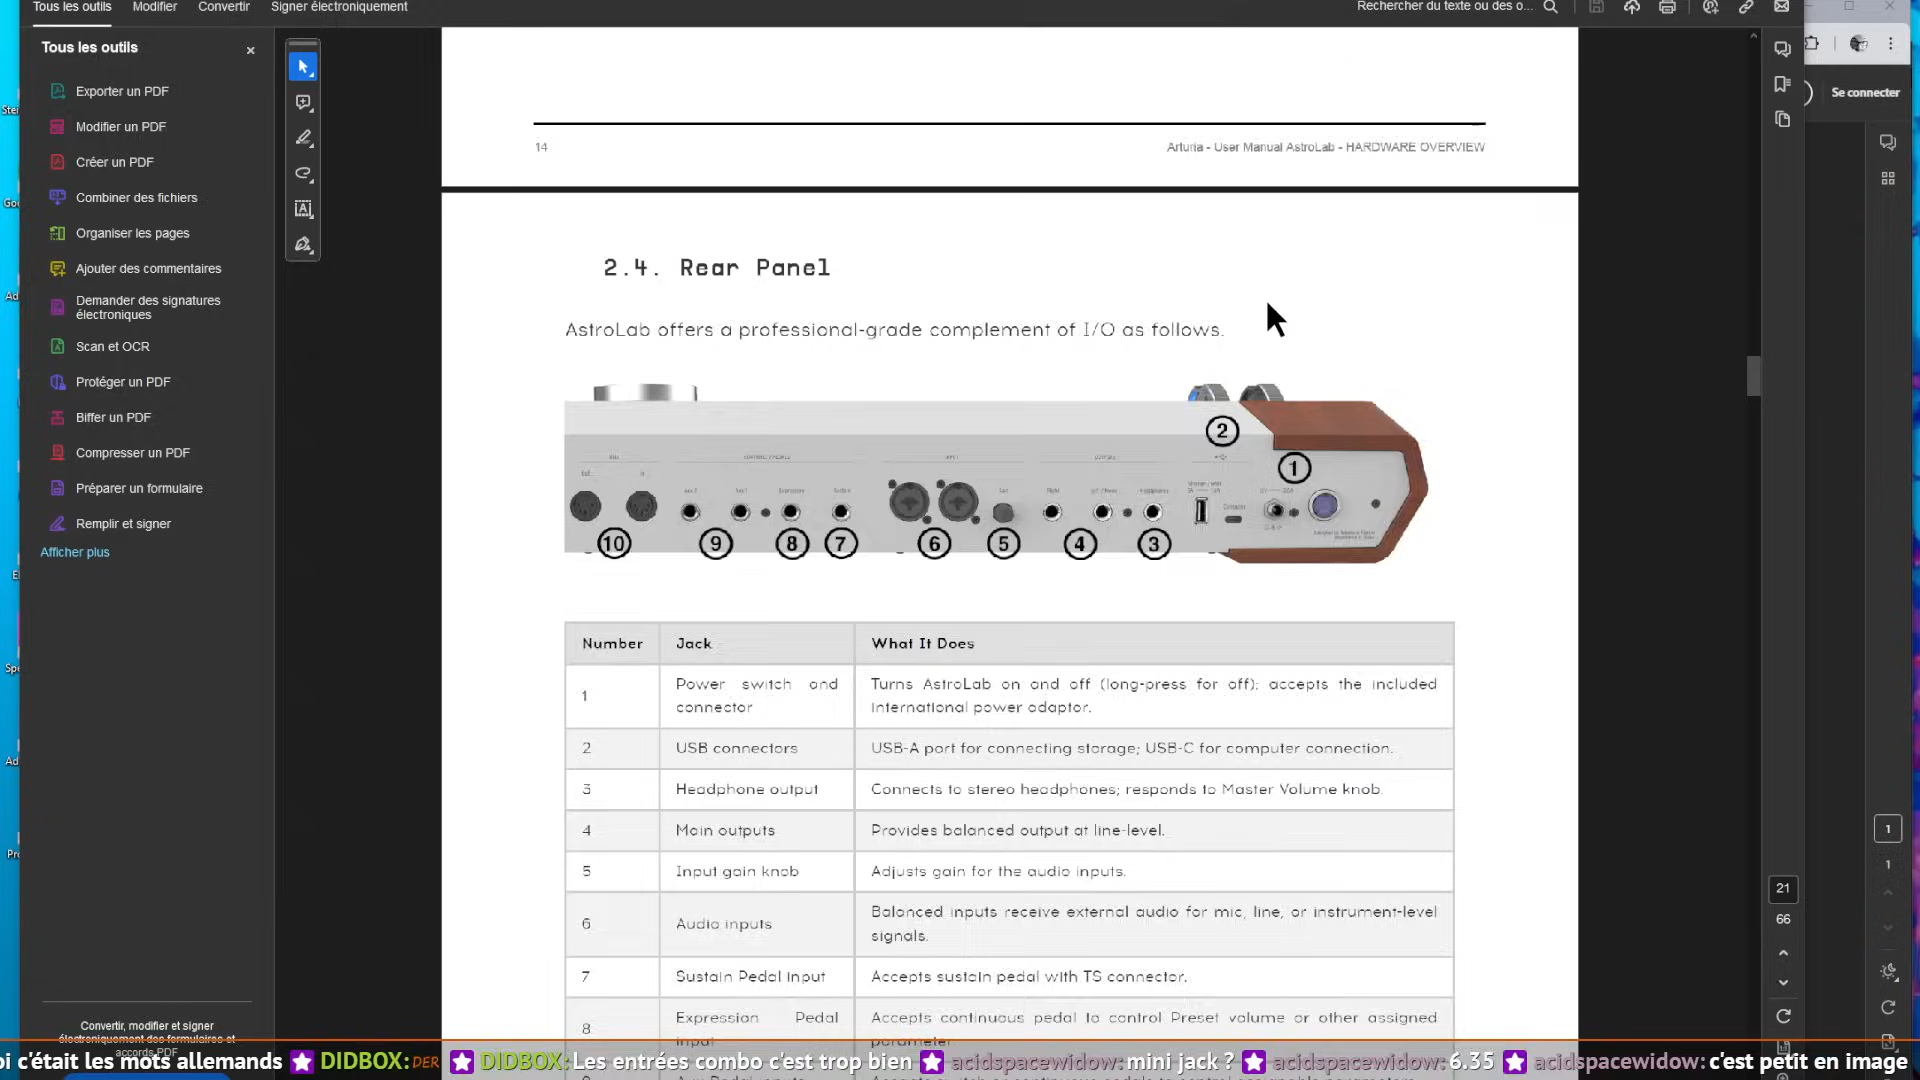 Tous les outils
Modifier
Convertir
Signer électroniquement
Rechercher du texte ou des o...
Tous les outils
Exporter un PDF
Modifier un PDF
Créer un PDF
Combiner des fichiers
Organiser les pages
Ajouter des commentaires
Demander des signatures
électroniques
Scan et OCR
Protéger un PDF
Biffer un PDF
Compresser un PDF
Préparer un formulaire
Remplir et signer
Afficher plus
Convertir, modifier et signer
électroniquement des formulaires et
accords PDF
Se connecter
14
Arturia - User Manual AstroLab - HARDWARE OVERVIEW
2.4. Rear Panel
AstroLab offers a professional-grade complement of I/O as follows.
2
1
10
9
8
7
6
5
4
3
Number Jack What It Does
1 Power switch and connector Turns AstroLab on and off (long-press for off); accepts the included international power adaptor.
2 USB connectors USB-A port for connecting storage; USB-C for computer connection.
3 Headphone output Connects to stereo headphones; responds to Master Volume knob.
4 Main outputs Provides balanced output at line-level.
5 Input gain knob Adjusts gain for the audio inputs.
6 Audio inputs Balanced inputs receive external audio for mic, line, or instrument-level signals.
7 Sustain Pedal input Accepts sustain pedal with TS connector.
8 Expression Pedal input Accepts continuous pedal to control Preset volume or other assigned parameter.
21
66
1
1
oi c'était les mots allemands DIDBOX: DER DIDBOX: Les entrées combo c'est trop bien acidspacewidow: mini jack ? acidspacewidow: 6.35 acidspacewidow: c'est petit en image